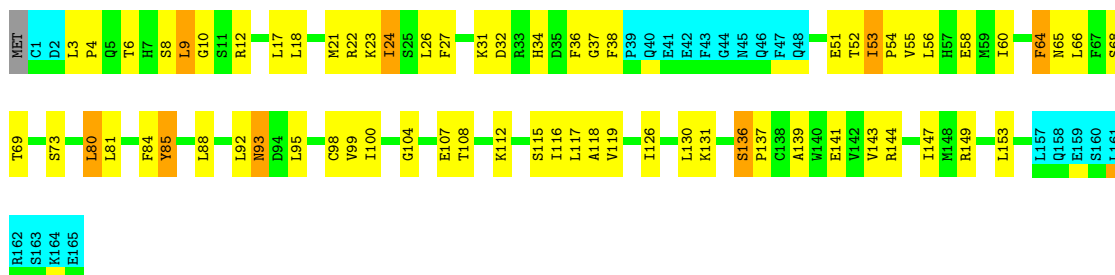 MET C1 D2 L3 P4 Q5 T6 H7 S8 L9 G10 S11 R12 L17 L18 M21 R22 K23 I24 S25 L26 F27 K31 D32 R33 H34 D35 F36 G37 F38 P39 Q40 E41 E42 F43 G44 N45 Q46 F47 Q48 E51 T52 I53 P54 V55 L56 H57 E58 M59 I60 F64 N65 L66 F67 S68
T69 S73 L80 L81 F84 Y85 L88 L92 N93 D94 L95 C98 V99 I100 G104 E107 T108 K112 S115 I116 L117 A118 V119 I126 L130 K131 S136 P137 C138 A139 W140 E141 V142 V143 R144 I147 M148 R149 L153 L157 Q158 E159 S160 L161
R162 S163 K164 E165